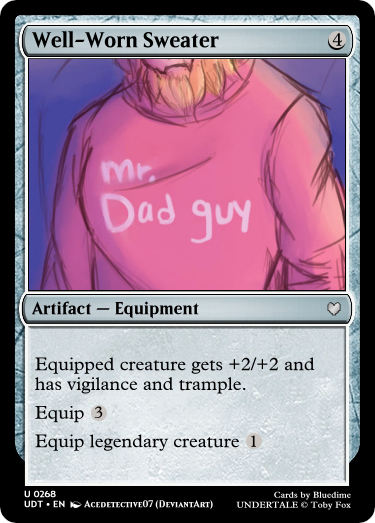 Well-Worn Sweater 4
Mr.
Dad guy
Artifact — Equipment
Equipped creature gets +2/+2 and
has vigilance and trample.
Equip 3
Equip legendary creature 1
U 0268
UDT • EN Acedetective07 (DeviantArt)
Cards by Bluedime
UNDERTALE © Toby Fox